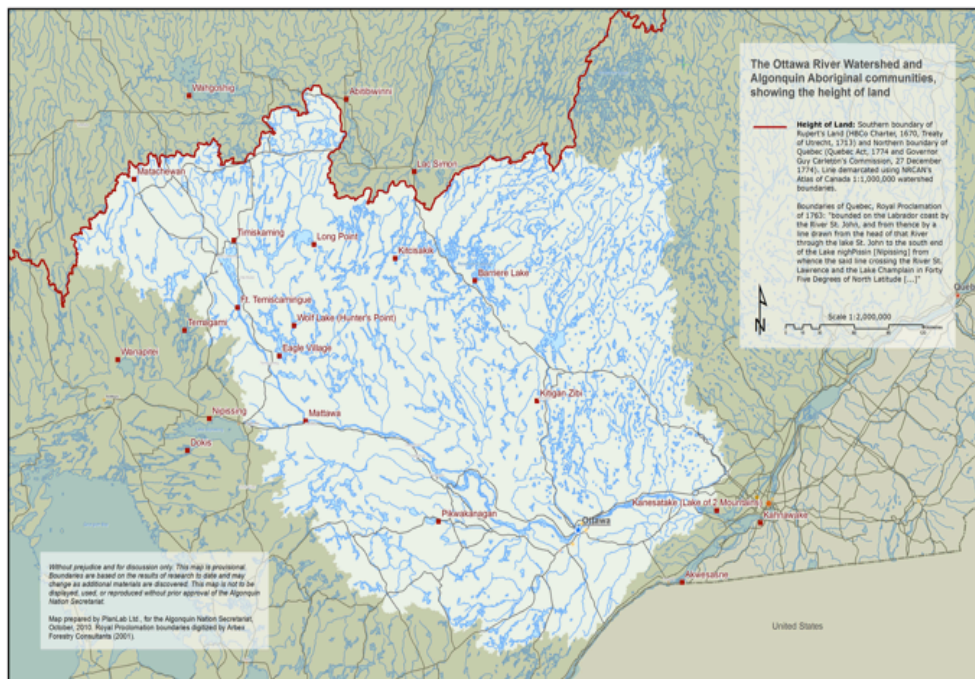 The Ottawa River Watershed and
Algonquin Aboriginal communities,
showing the height of land
Height of Land: Southern boundary
of Rupert's Land (HBCo Charter, 1670, Treaty
of Utrecht, 1713) and Northern boundary of
Quebec (Quebec Act, 1774 and Governor
Guy Carleton's Commission, 27 December
1774). Line demarcated using NRCAN's
Atlas of Canada 1:1,000,000 watershed
boundaries.
Boundaries of Quebec, Royal Proclamation
of 1763: "bounded on the Labrador coast by
the River St. John, and from thence by a
line drawn from the head of that River
through the lake St. John to the south end
of the Lake nighPissin [Nipissing] from
whence the said line crossing the River St.
Lawrence and the Lake Champlain in Forty
Five Degrees of North Latitude [...]"
N
Scale 1:2,000,000
Wahgoshig
Abitibiwinni
Lac Simon
Matachewan
Timiskaming
Long Point
Kitcisakik
Barriere Lake
Ft. Temiscamingue
Wolf Lake (Hunter's Point)
Temagami
Eagle Village
Wanapitei
Kitigan Zibi
Nipissing
Mattawa
Dokis
Kanesatake (Lake of 2 Mountains)
Pikwakanagan
Ottawa
Kahnawake
Akwesasne
United States
Without prejudice and for discussion only. This map is provisional.
Boundaries are based on the results of research to date and may
change as additional materials are discovered. This map is not to be
displayed, used, or reproduced without prior approval of the Algonquin
Nation Secretariat.
Map prepared by PlanLab Ltd., for the Algonquin Nation Secretariat,
October, 2010. Royal Proclamation boundaries digitized by Arbex
Forestry Consultants (2001).